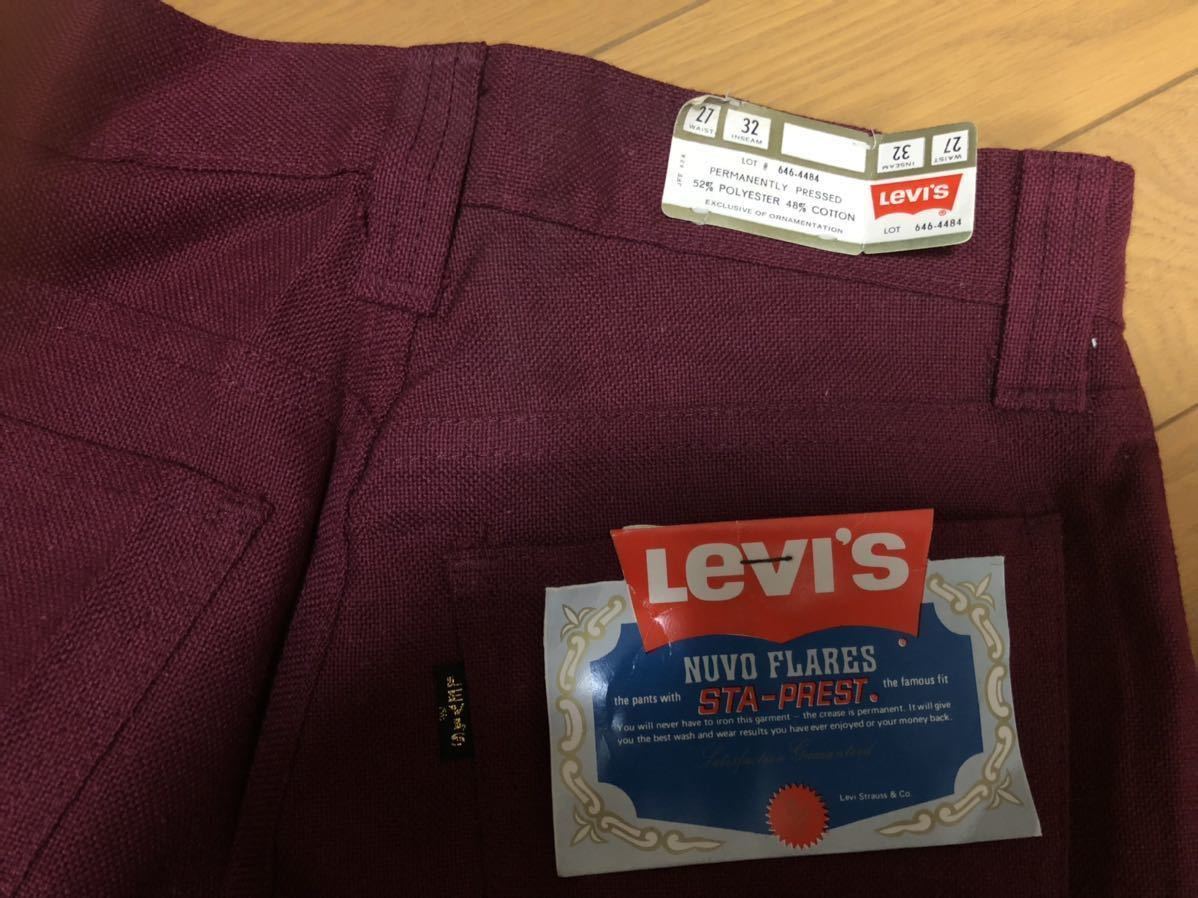 27
WAIST
32
INSEAM
LOT # 646-4484
PERMANENTLY PRESSED
52% POLYESTER 48% COTTON
EXCLUSIVE OF ORNAMENTATION
27
WAIST
32
INSEAM
LEVI'S
®
LOT 646-4484
LEVI'S
®
NUVO FLARES
the pants with STA-PREST® the famous fit
You will never have to iron this garment — the crease is permanent. It will give
you the best wash and wear results you have ever enjoyed or your money back.
Satisfaction Guaranteed
Levi Strauss & Co.